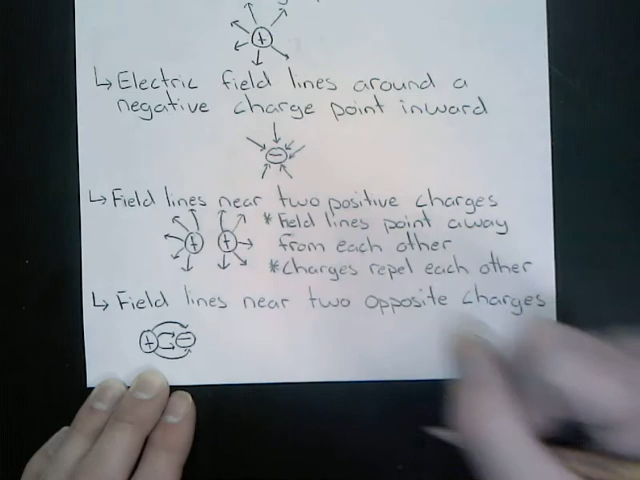 +
↳ Electric field lines around a
negative charge point inward
−
↳ Field lines near two positive charges
+ + * Field lines point away
from each other
* Charges repel each other
↳ Field lines near two opposite charges
+ −